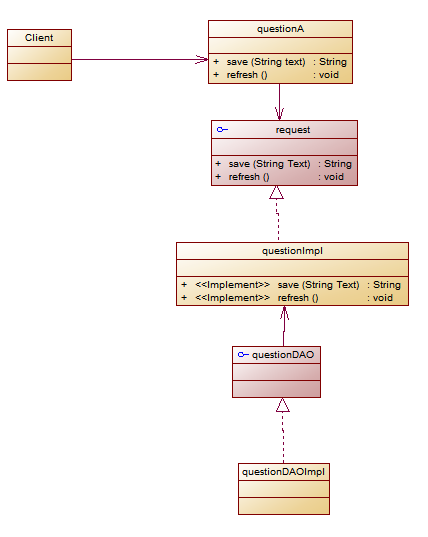 Client
questionA
+ save (String text) : String
+ refresh () : void
request
+ save (String Text) : String
+ refresh () : void
questionImpl
+ <<Implement>> save (String Text) : String
+ <<Implement>> refresh () : void
questionDAO
questionDAOImpl